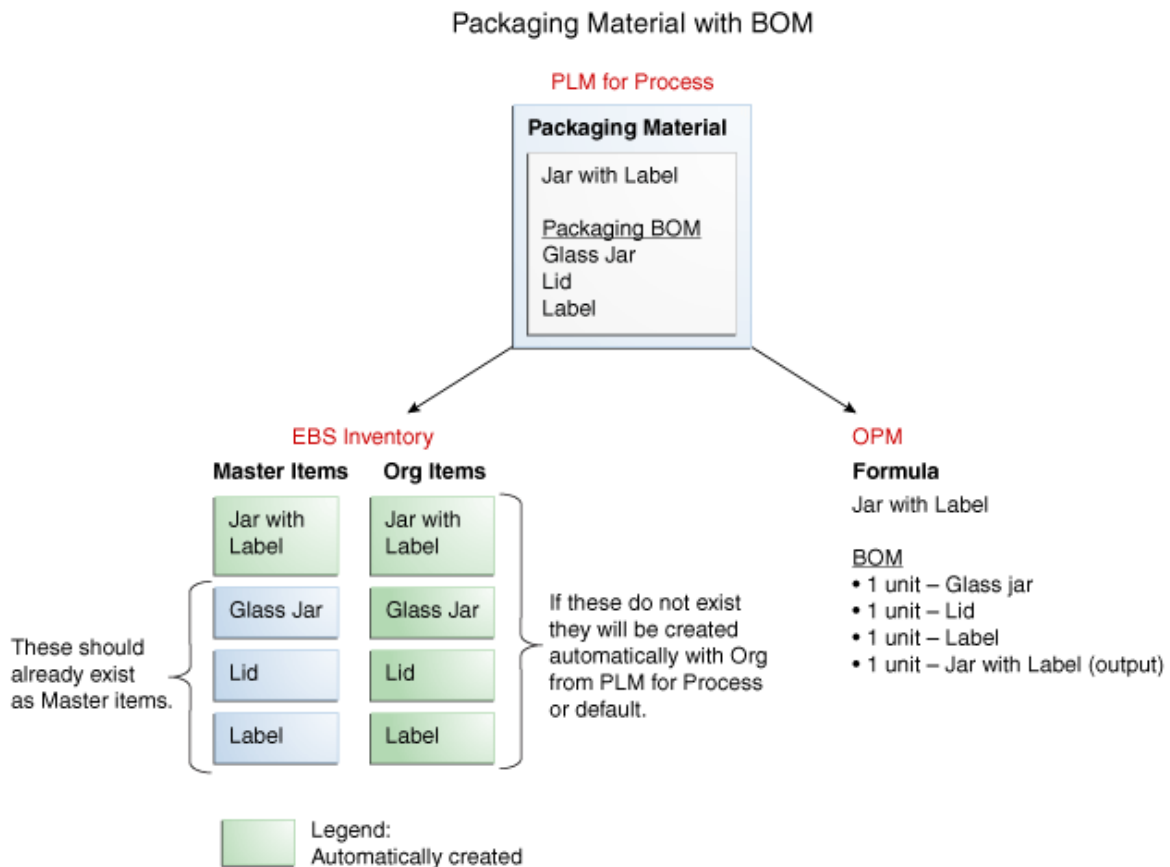 Packaging Material with BOM
PLM for Process
Packaging Material
Jar with Label
Packaging BOM
Glass Jar
Lid
Label
EBS Inventory
Master Items
Org Items
Jar with
Label
Jar with
Label
Glass Jar
Glass Jar
Lid
Lid
Label
Label
These should
already exist
as Master items.
If these do not exist
they will be created
automatically with Org
from PLM for Process
or default.
OPM
Formula
Jar with Label
BOM
• 1 unit – Glass jar
• 1 unit – Lid
• 1 unit – Label
• 1 unit – Jar with Label (output)
Legend:
Automatically created